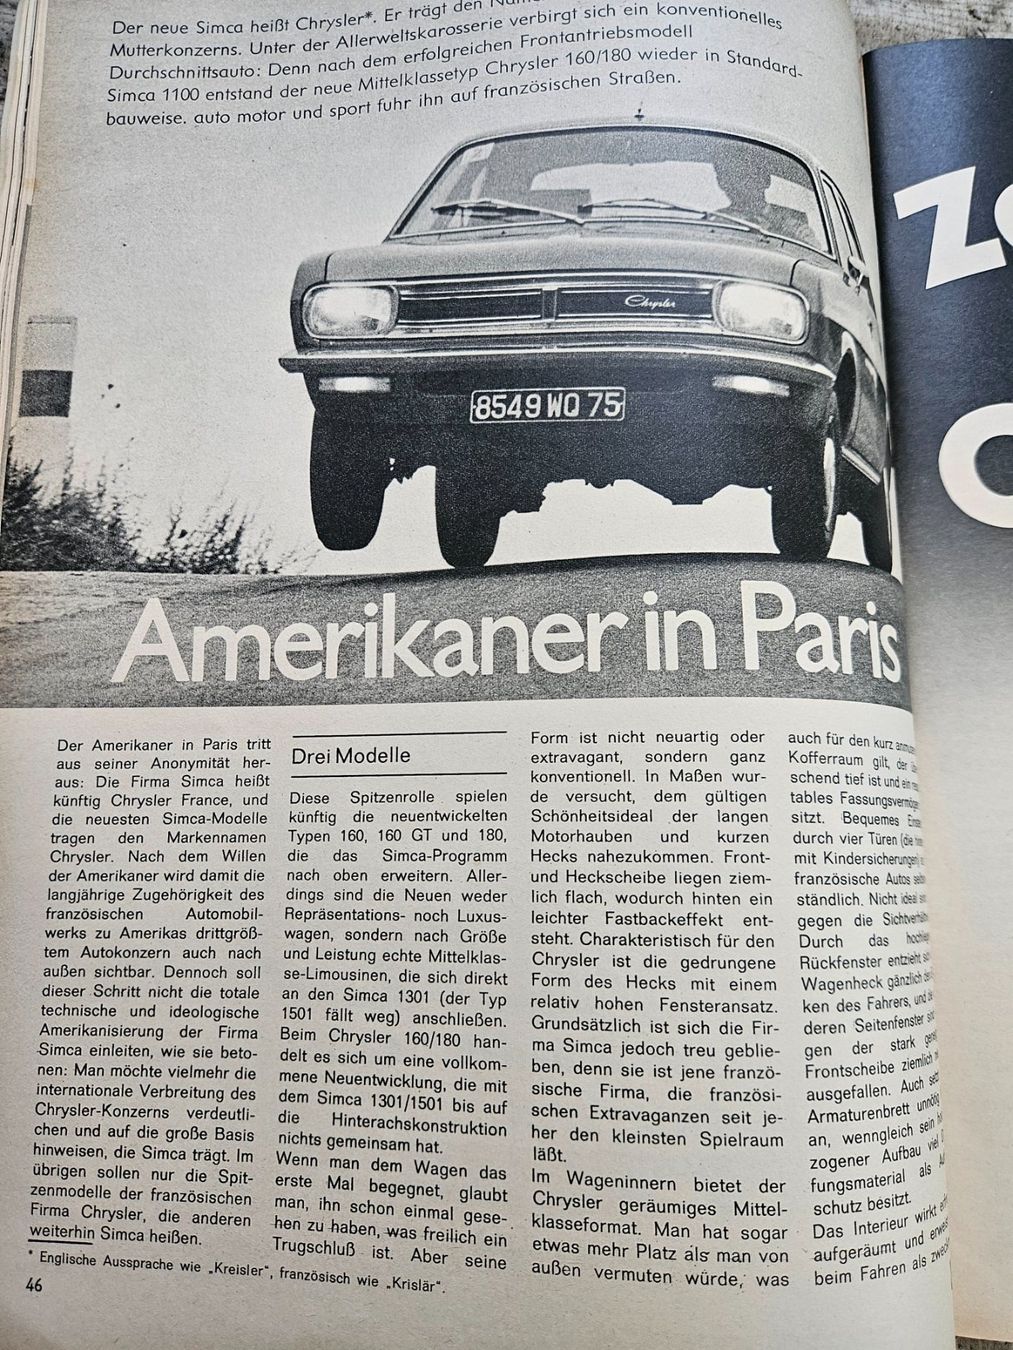 Der neue Simca heißt Chrysler*. Er trägt den
Mutterkonzerns. Unter der Allerweltskarosserie verbirgt sich ein konventionelles
Durchschnittsauto: Denn nach dem erfolgreichen Frontantriebsmodell
Simca 1100 entstand der neue Mittelklassetyp Chrysler 160/180 wieder in Standard-
bauweise. auto motor und sport fuhr ihn auf französischen Straßen.
Chrysler
8549 WQ 75
Amerikaner in Paris
Der Amerikaner in Paris tritt
aus seiner Anonymität her-
aus: Die Firma Simca heißt
künftig Chrysler France, und
die neuesten Simca-Modelle
tragen den Markennamen
Chrysler. Nach dem Willen
der Amerikaner wird damit die
langjährige Zugehörigkeit des
französischen Automobil-
werks zu Amerikas drittgröß-
tem Autokonzern auch nach
außen sichtbar. Dennoch soll
dieser Schritt nicht die totale
technische und ideologische
Amerikanisierung der Firma
Simca einleiten, wie sie beto-
nen: Man möchte vielmehr die
internationale Verbreitung des
Chrysler-Konzerns verdeutli-
chen und auf die große Basis
hinweisen, die Simca trägt. Im
übrigen sollen nur die Spit-
zenmodelle der französischen
Firma Chrysler, die anderen
weiterhin Simca heißen.
* Englische Aussprache wie „Kreisler“, französisch wie „Krislär“.
46
Drei Modelle
Diese Spitzenrolle spielen
künftig die neuentwickelten
Typen 160, 160 GT und 180,
die das Simca-Programm
nach oben erweitern. Aller-
dings sind die Neuen weder
Repräsentations- noch Luxus-
wagen, sondern nach Größe
und Leistung echte Mittelklas-
se-Limousinen, die sich direkt
an den Simca 1301 (der Typ
1501 fällt weg) anschließen.
Beim Chrysler 160/180 han-
delt es sich um eine vollkom-
mene Neuentwicklung, die mit
dem Simca 1301/1501 bis auf
die Hinterachskonstruktion
nichts gemeinsam hat.
Wenn man dem Wagen das
erste Mal begegnet, glaubt
man, ihn schon einmal gese-
hen zu haben, was freilich ein
Trugschluß ist. Aber seine
Form ist nicht neuartig oder
extravagant, sondern ganz
konventionell. In Maßen wur-
de versucht, dem gültigen
Schönheitsideal der langen
Motorhauben und kurzen
Hecks nahezukommen. Front-
und Heckscheibe liegen ziem-
lich flach, wodurch hinten ein
leichter Fastbackeffekt ent-
steht. Charakteristisch für den
Chrysler ist die gedrungene
Form des Hecks mit einem
relativ hohen Fensteransatz.
Grundsätzlich ist sich die Fir-
ma Simca jedoch treu geblie-
ben, denn sie ist jene franzö-
sische Firma, die französi-
schen Extravaganzen seit je-
her den kleinsten Spielraum
läßt.
Im Wageninnern bietet der
Chrysler geräumiges Mittel-
klasseformat. Man hat sogar
etwas mehr Platz als man von
außen vermuten würde, was
auch für den kurz
Kofferraum gilt, der
schend tief ist und ein
tables
sitzt. Bequemes
durch vier Türen (die
mit Kindersicherungen)
französische Autos
ständlich. Nicht ideal
gegen die
Durch das
Rückfenster entzieht
Wagenheck gänzlich
ken des Fahrers, und
deren Seitenfenster
gen der stark
Frontscheibe ziemlich
ausgefallen. Auch
Armaturenbrett unnötig
an, wenngleich sein
zogener Aufbau viel
fungsmaterial als
schutz besitzt.
Das Interieur wirkt
aufgeräumt und
beim Fahren als